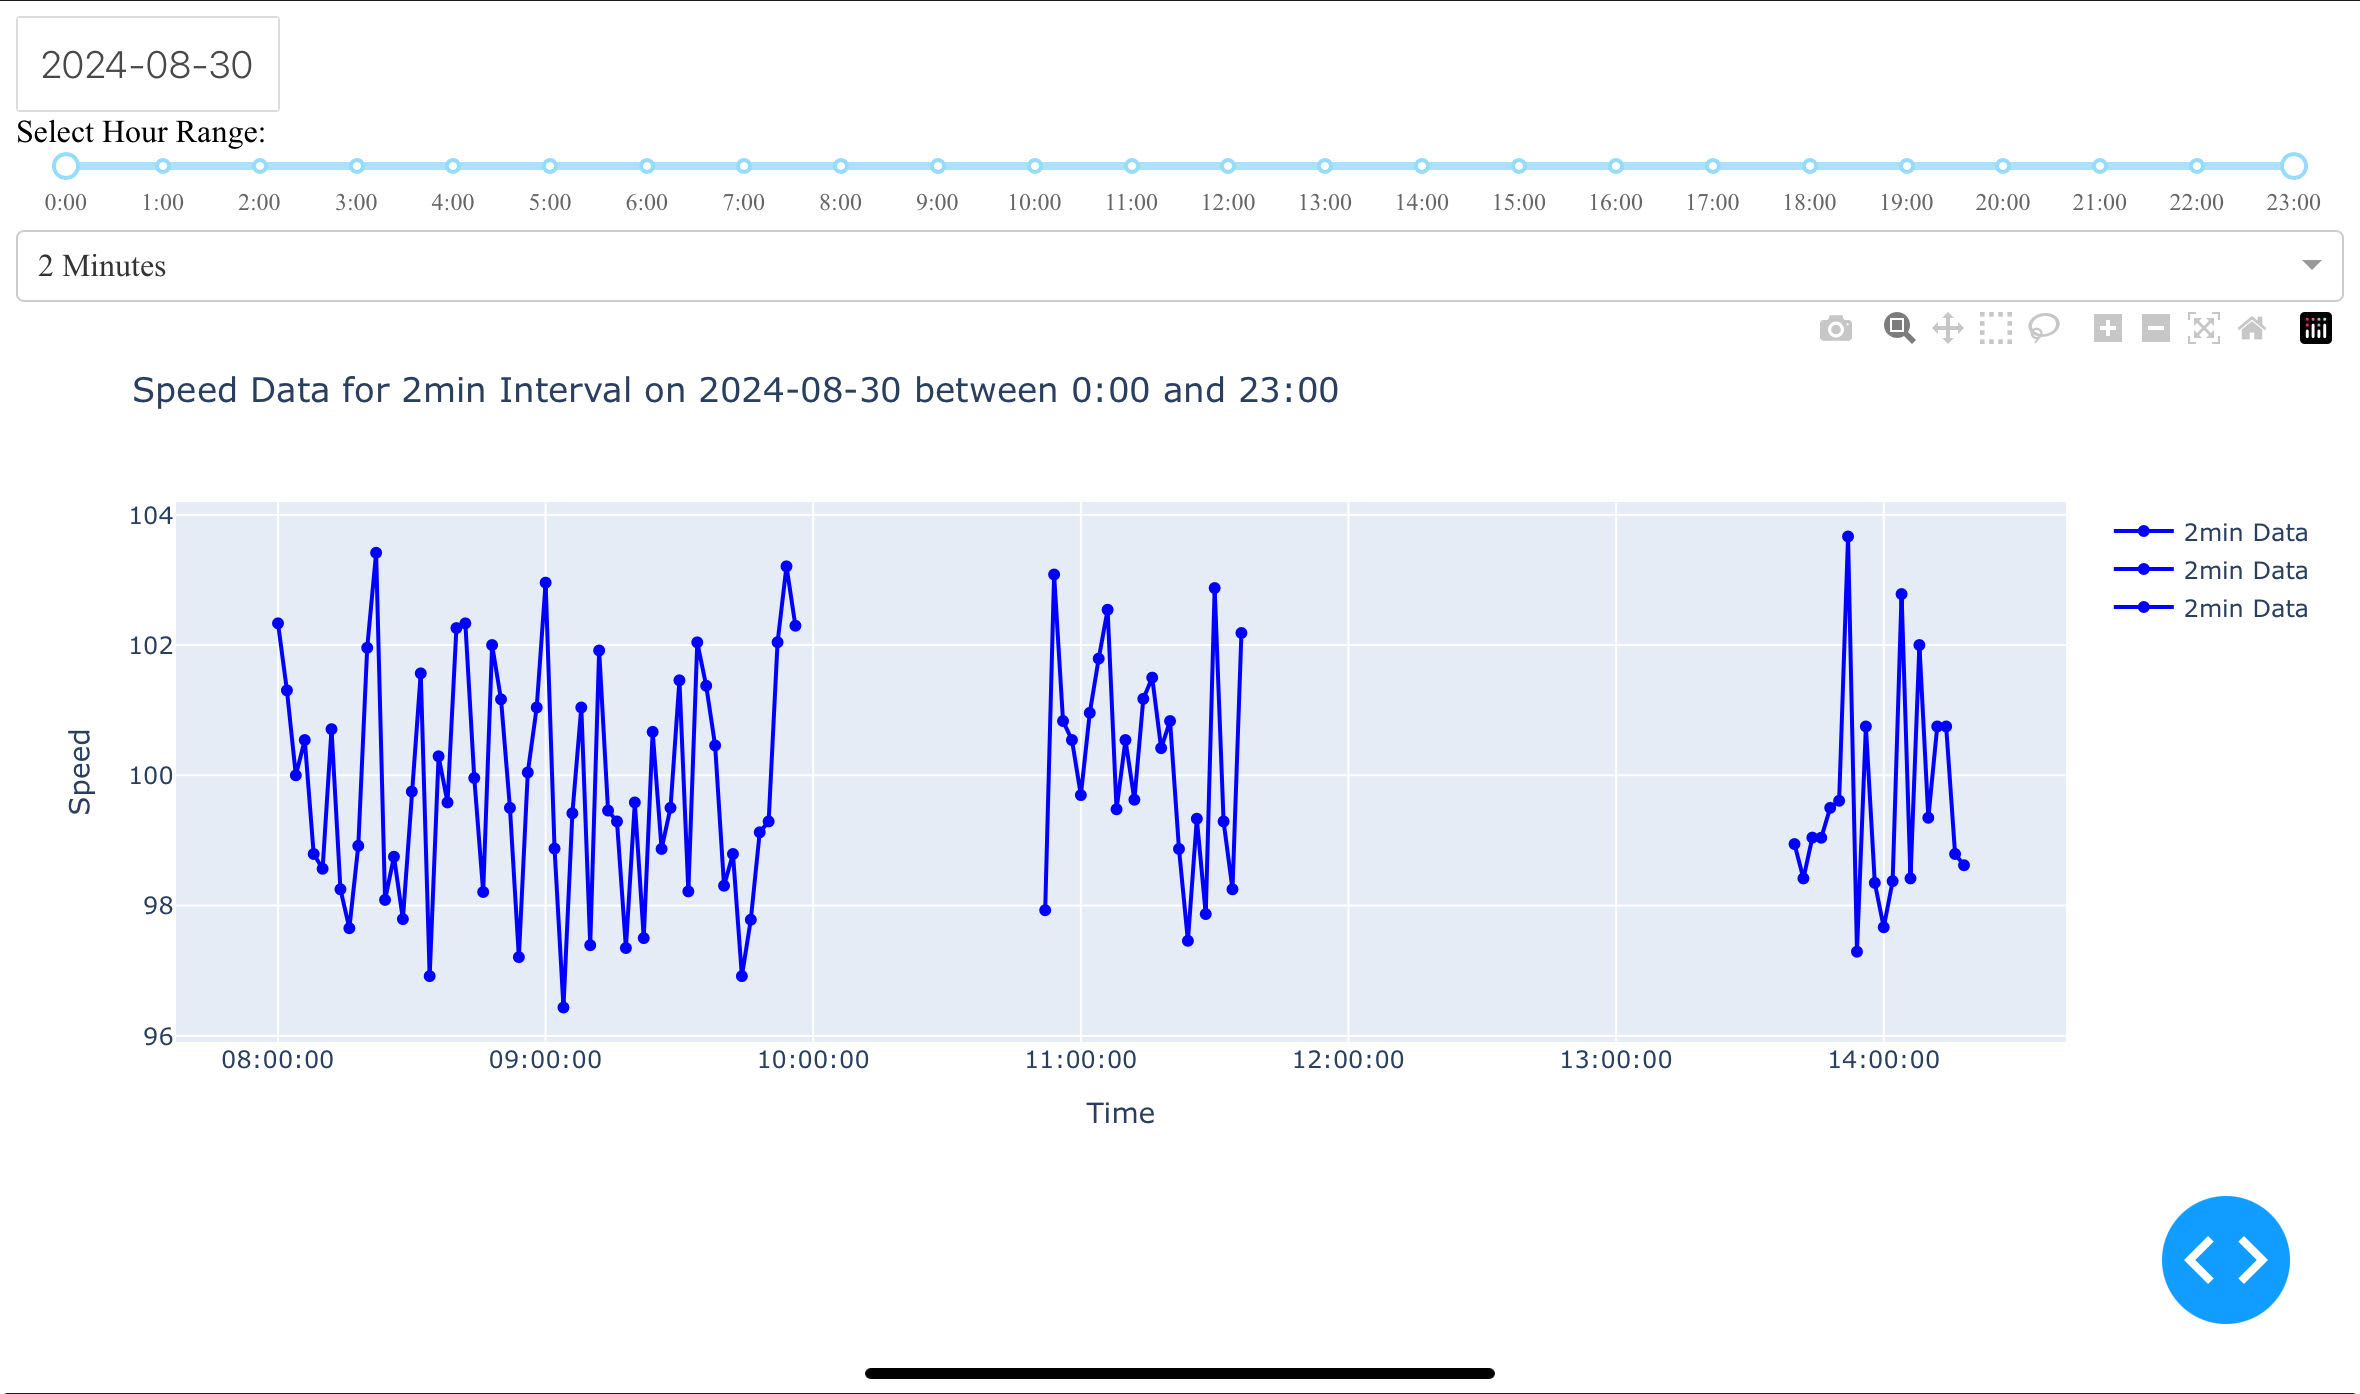 2024-08-30
Select Hour Range:
0:00 1:00 2:00 3:00 4:00 5:00 6:00 7:00 8:00 9:00 10:00 11:00 12:00 13:00 14:00 15:00 16:00 17:00 18:00 19:00 20:00 21:00 22:00 23:00
2 Minutes
Speed Data for 2min Interval on 2024-08-30 between 0:00 and 23:00
104
102
100
98
96
Speed
08:00:00 09:00:00 10:00:00 11:00:00 12:00:00 13:00:00 14:00:00
Time
2min Data
2min Data
2min Data